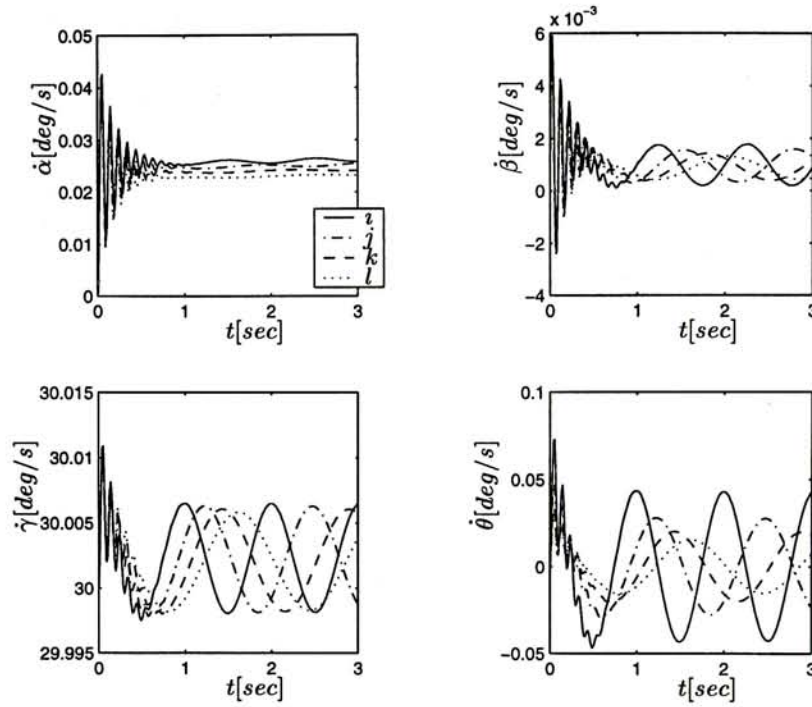 0.05
0.04
0.03
0.02
0.01
0
α̇[deg/s]
0 1 2 3
t[sec]
i
j
k
l
x 10⁻³
6
4
2
0
−2
−4
β̇[deg/s]
0 1 2 3
t[sec]
30.015
30.01
30.005
30
29.995
γ̇[deg/s]
0 1 2 3
t[sec]
0.1
0.05
0
−0.05
θ̇[deg/s]
0 1 2 3
t[sec]